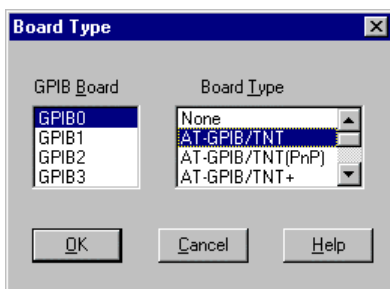 Board Type
GPIB Board
Board Type
GPIB0
GPIB1
GPIB2
GPIB3
None
AT-GPIB/TNT
AT-GPIB/TNT(PnP)
AT-GPIB/TNT+
OK
Cancel
Help